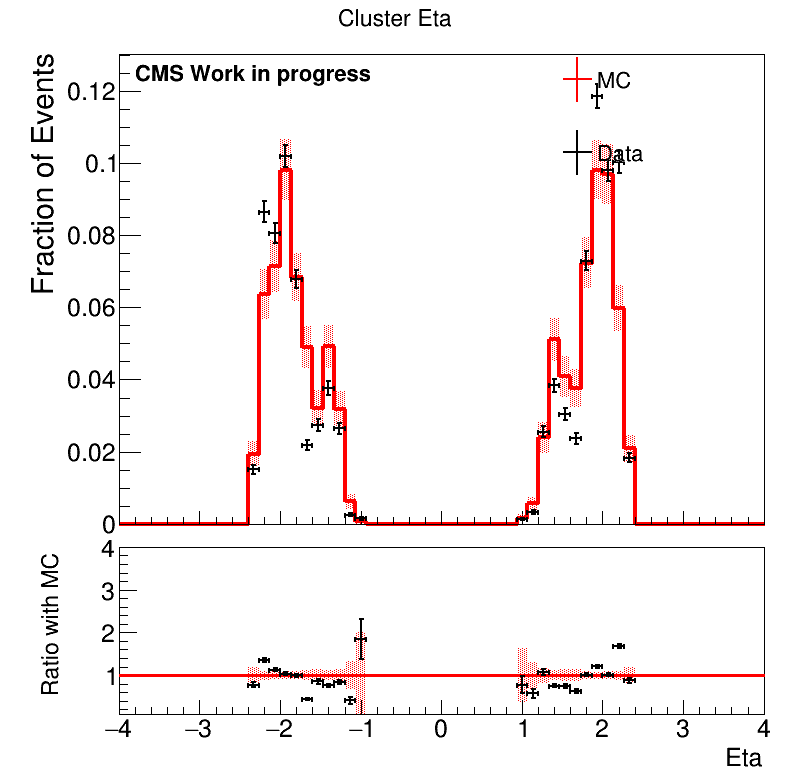 Cluster Eta
CMS Work in progress
MC
Data
Fraction of Events
0.12
0.1
0.08
0.06
0.04
0.02
0
Ratio with MC
4
3
2
1
−4 −3 −2 −1 0 1 2 3 4
Eta